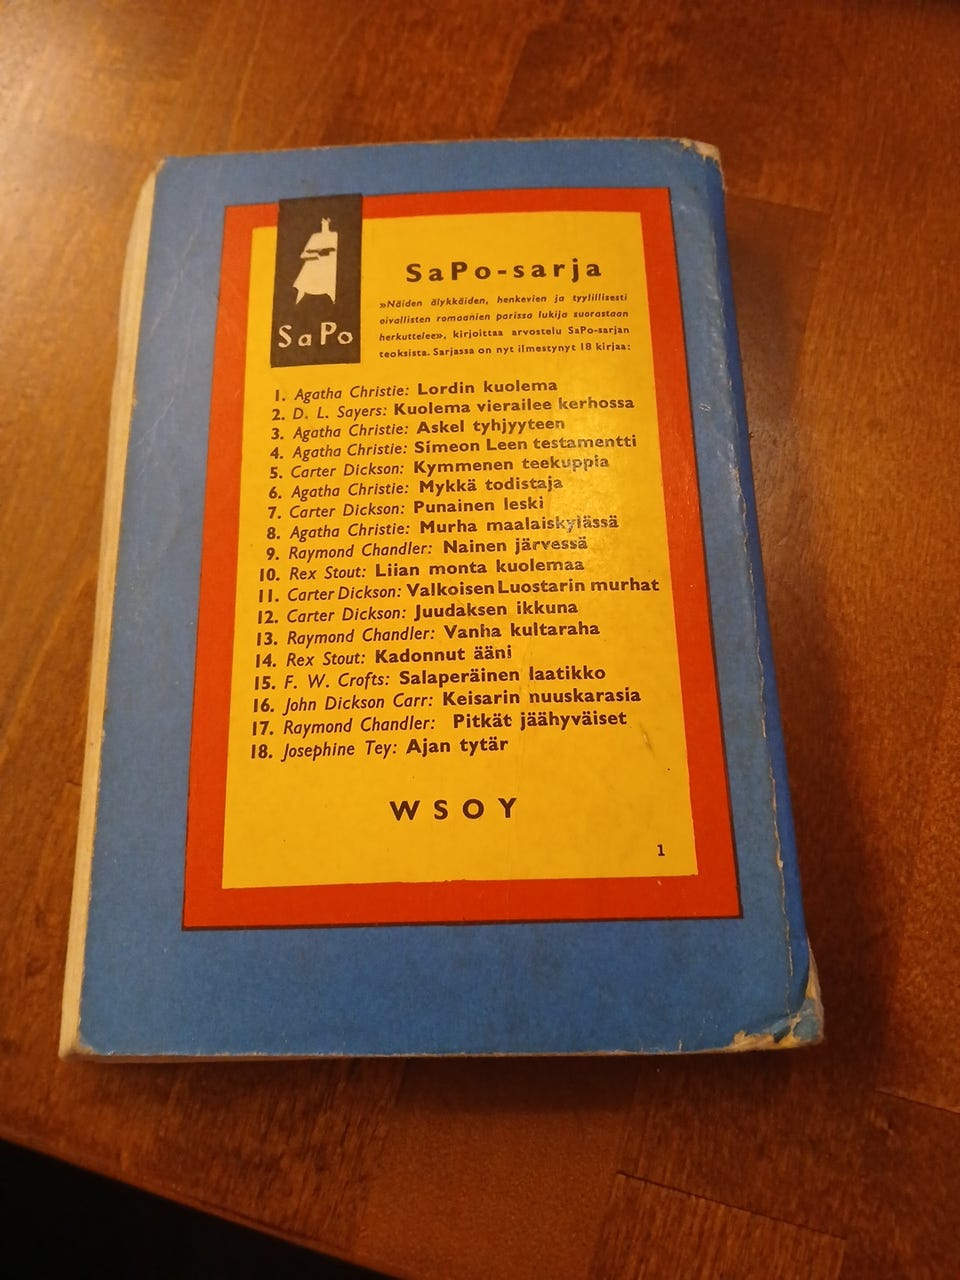 SaPo
SaPo-sarja
»Näiden älykkäiden, henkevien ja tyylillisesti
oivallisten romaanien parissa lukija suorastaan
herkuttelee», kirjoittaa arvostelu SaPo-sarjan
teoksista. Sarjassa on nyt ilmestynyt 18 kirjaa:
1. Agatha Christie: Lordin kuolema
2. D. L. Sayers: Kuolema vierailee kerhossa
3. Agatha Christie: Askel tyhjyyteen
4. Agatha Christie: Simeon Leen testamentti
5. Carter Dickson: Kymmenen teekuppia
6. Agatha Christie: Mykkä todistaja
7. Carter Dickson: Punainen leski
8. Agatha Christie: Murha maalaiskylässä
9. Raymond Chandler: Nainen järvessä
10. Rex Stout: Liian monta kuolemaa
11. Carter Dickson: Valkoisen Luostarin murhat
12. Carter Dickson: Juudaksen ikkuna
13. Raymond Chandler: Vanha kultaraha
14. Rex Stout: Kadonnut ääni
15. F. W. Crofts: Salaperäinen laatikko
16. John Dickson Carr: Keisarin nuuskarasia
17. Raymond Chandler: Pitkät jäähyväiset
18. Josephine Tey: Ajan tytär
WSOY
1